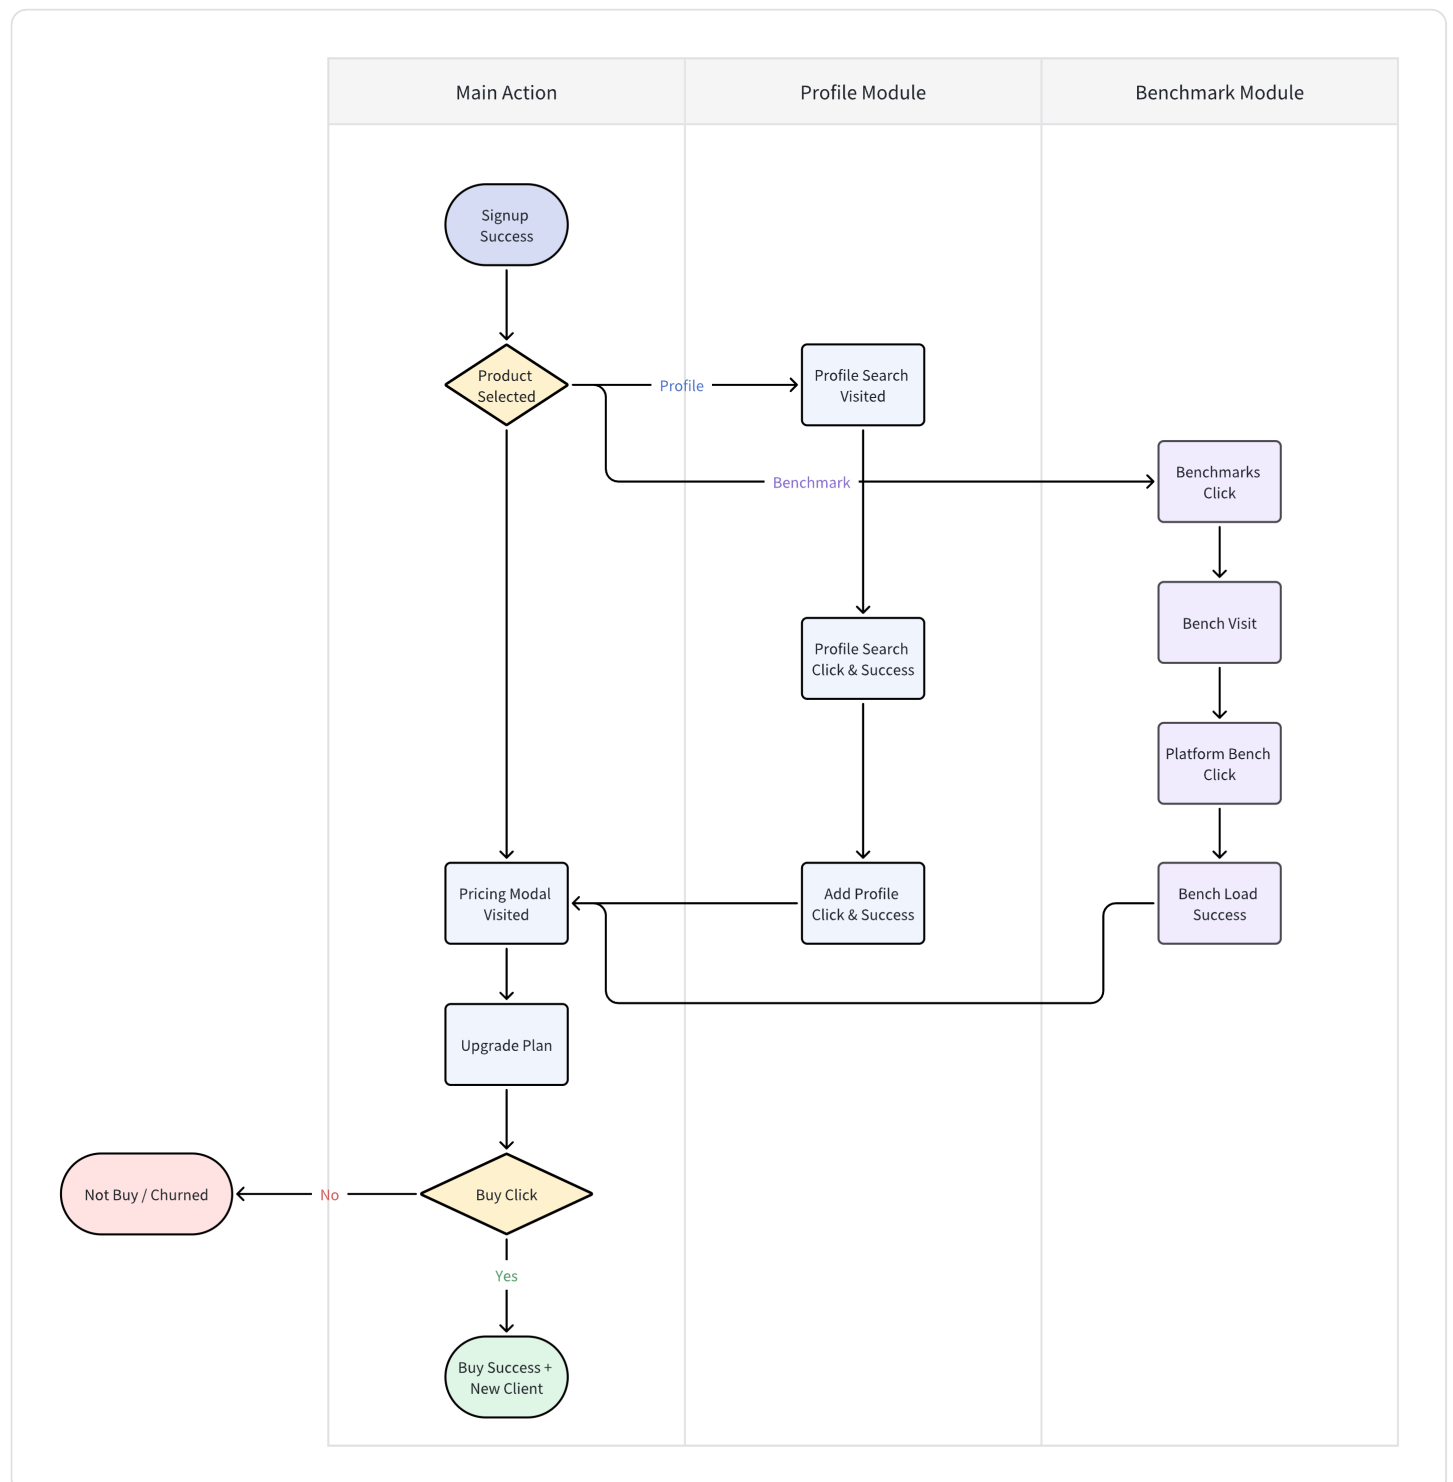 Main Action
Profile Module
Benchmark Module
Signup
Success
Product
Selected
Profile
Profile Search
Visited
Benchmark
Benchmarks
Click
Bench Visit
Profile Search
Click & Success
Platform Bench
Click
Pricing Modal
Visited
Add Profile
Click & Success
Bench Load
Success
Upgrade Plan
Not Buy / Churned
No
Buy Click
Yes
Buy Success +
New Client